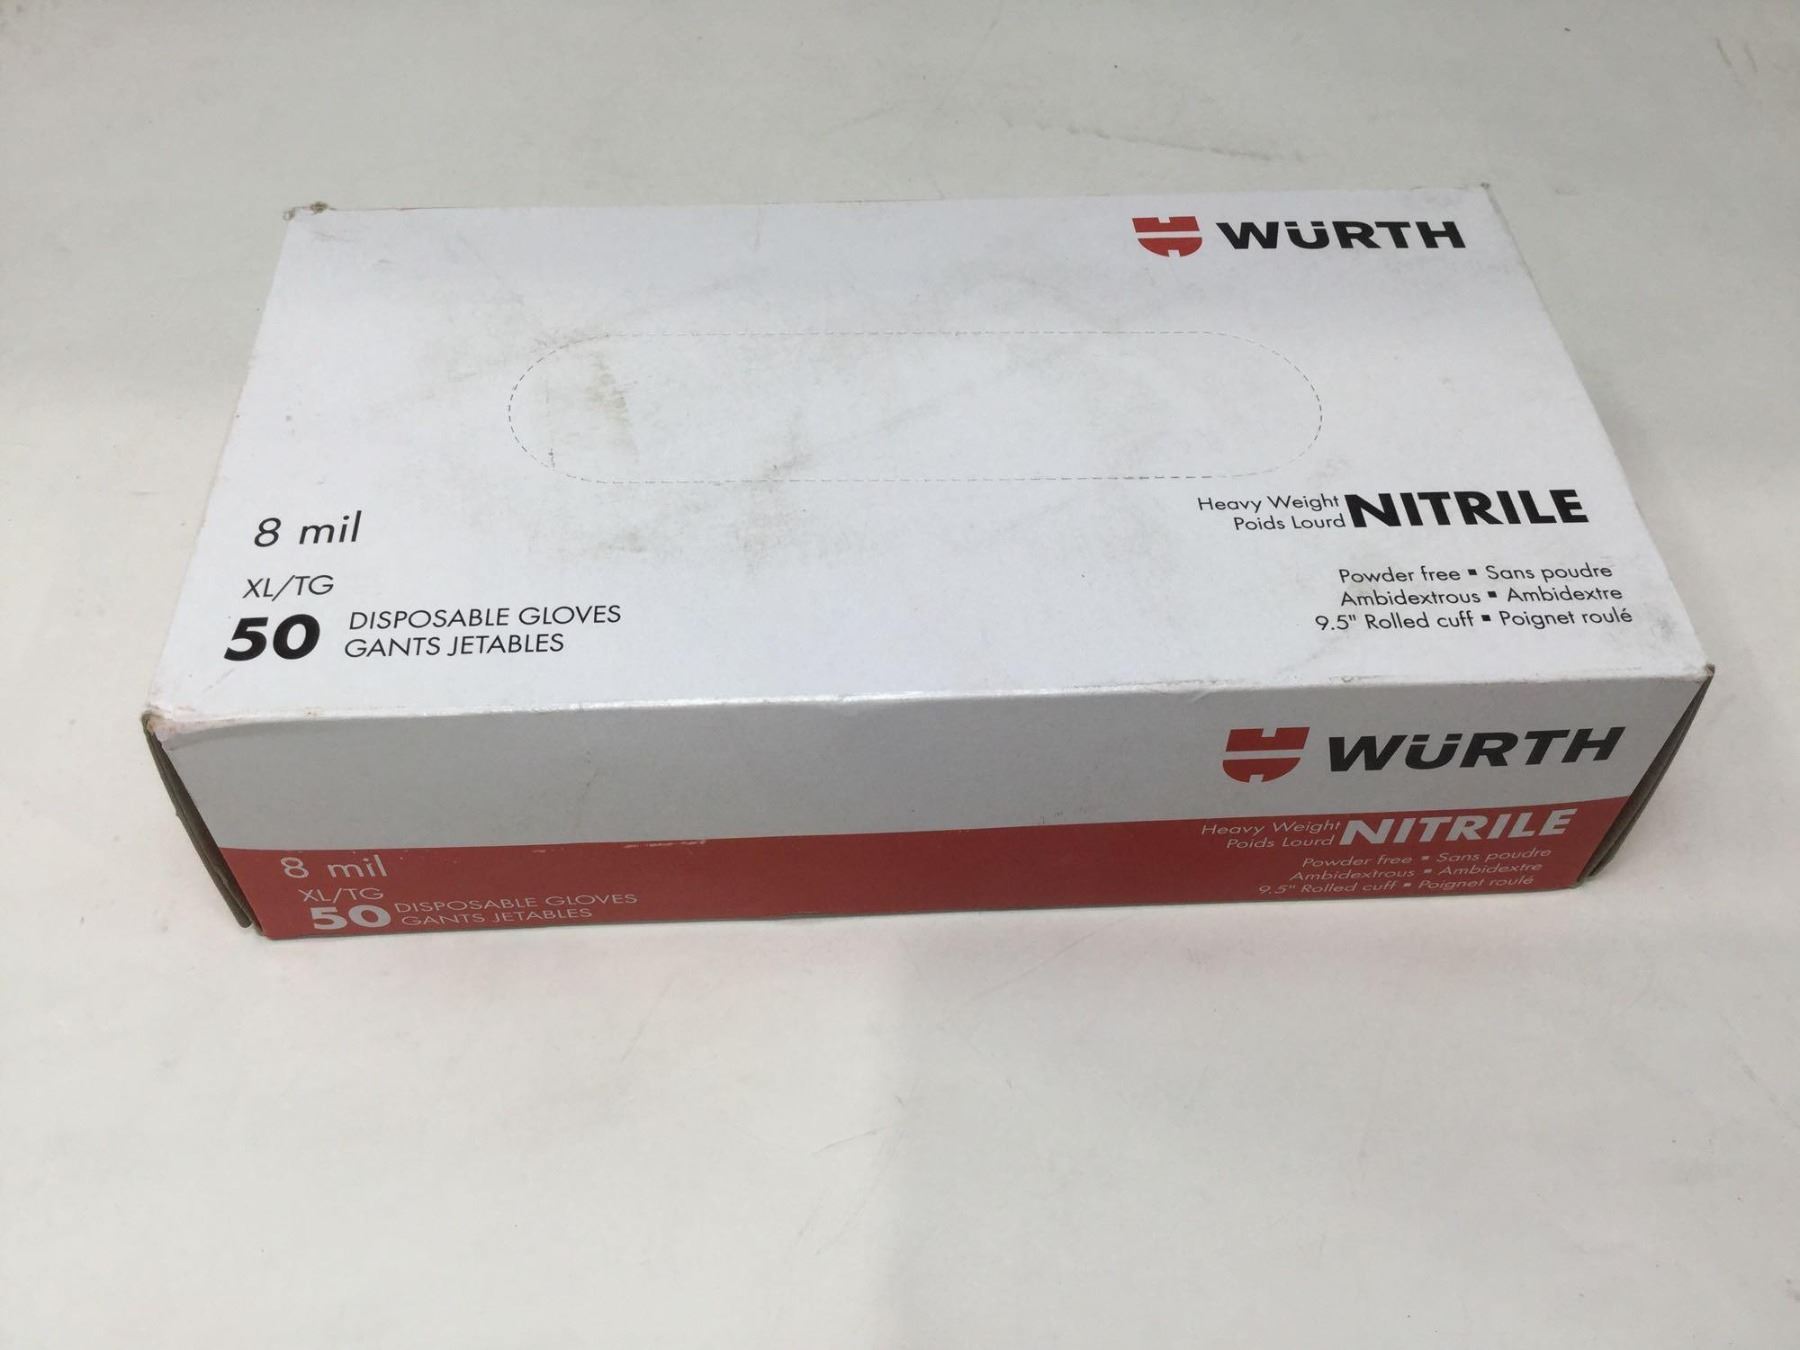 WÜRTH
Heavy Weight NITRILE
Poids Lourd
8 mil
XL/TG
50 DISPOSABLE GLOVES
GANTS JETABLES
Powder free ▪ Sans poudre
Ambidextrous ▪ Ambidextre
9.5" Rolled cuff ▪ Poignet roulé
WÜRTH
Heavy Weight NITRILE
Poids Lourd
8 mil
XL/TG
50 DISPOSABLE GLOVES
GANTS JETABLES
Powder free ▪ Sans poudre
Ambidextrous ▪ Ambidextre
9.5" Rolled cuff ▪ Poignet roulé